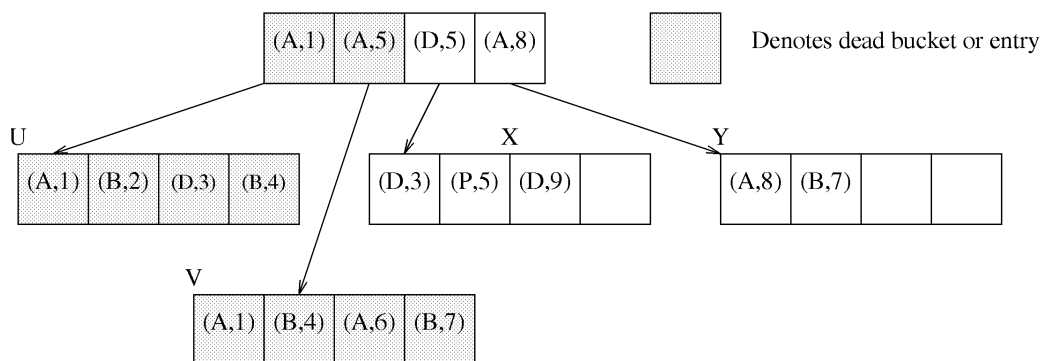 (A,1) (A,5) (D,5) (A,8)
Denotes dead bucket or entry
U
X
Y
(A,1) (B,2) (D,3) (B,4)
(D,3) (P,5) (D,9)
(A,8) (B,7)
V
(A,1) (B,4) (A,6) (B,7)